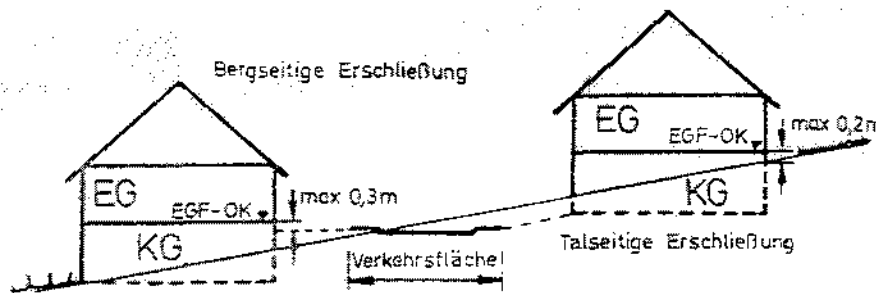 Bergseitige Erschließung
EG
EGF-OK
max 0,2m
KG
EG
EGF-OK
max 0,3m
KG
Verkehrsfläche
Talseitige Erschließung